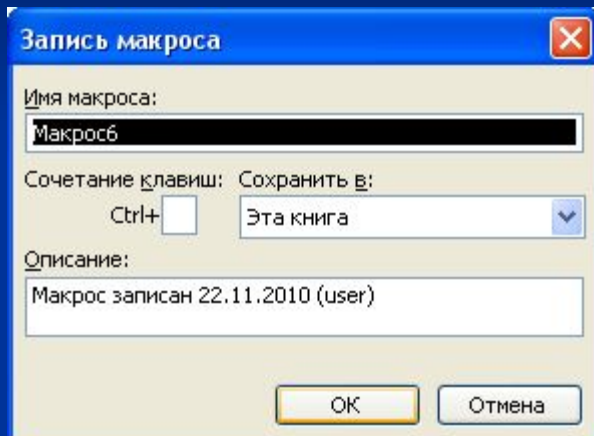 Запись макроса
Имя макроса:
Макрос6
Сочетание клавиш: Сохранить в:
Ctrl+ Эта книга
Описание:
Макрос записан 22.11.2010 (user)
ОК Отмена